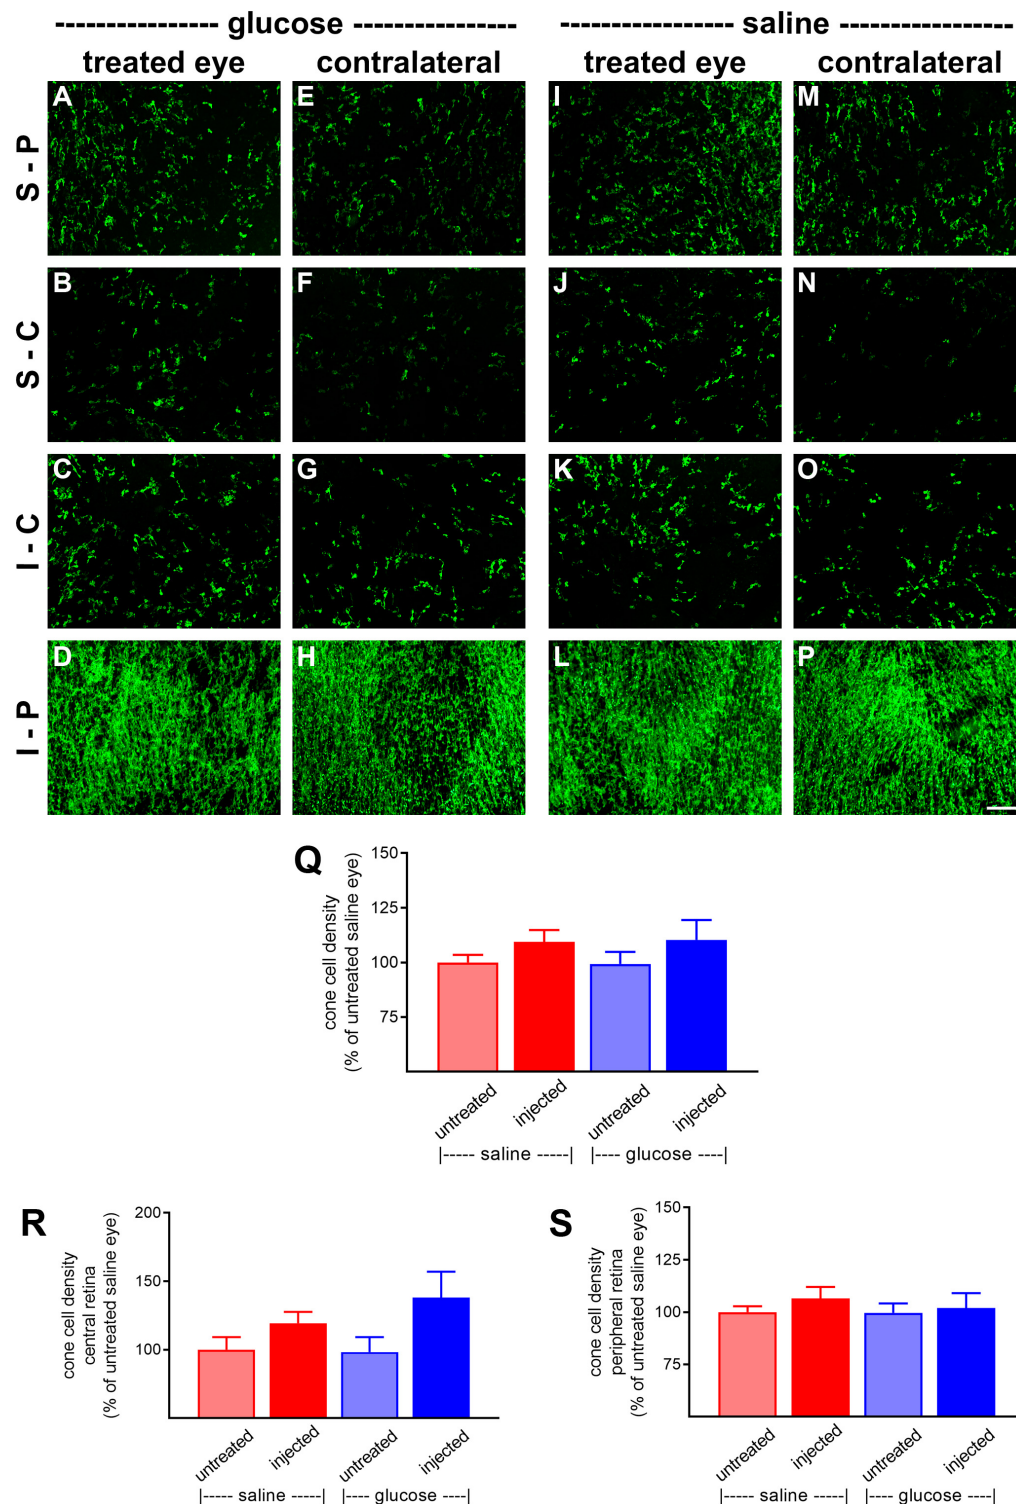 ------------------ glucose ------------------
------------------ saline ------------------
treated eye contralateral treated eye contralateral
A E I M
S - P
B F J N
S - C
C G K O
I - C
D H L P
I - P
Q
cone cell density
(% of untreated saline eye)
150
125
100
75
untreated injected untreated injected
|----- saline -----| |---- glucose ----|
R
cone cell density
central retina
(% of untreated saline eye)
200
150
100
untreated injected untreated injected
|----- saline -----| |---- glucose ----|
S
cone cell density
peripheral retina
(% of untreated saline eye)
150
125
100
75
untreated injected untreated injected
|----- saline -----| |---- glucose ----|